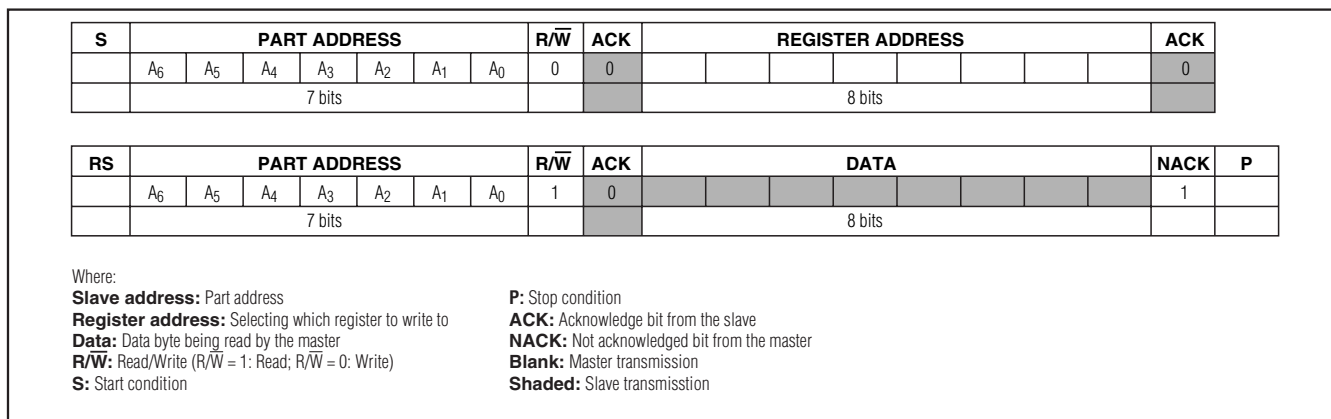 S PART ADDRESS R/W̅ ACK REGISTER ADDRESS ACK
A6 A5 A4 A3 A2 A1 A0 0 0 0
7 bits 8 bits
RS PART ADDRESS R/W̅ ACK DATA NACK P
A6 A5 A4 A3 A2 A1 A0 1 0 1
7 bits 8 bits
Where:
Slave address: Part address
Register address: Selecting which register to write to
Data: Data byte being read by the master
R/W̅: Read/Write (R/W̅ = 1: Read; R/W̅ = 0: Write)
S: Start condition
P: Stop condition
ACK: Acknowledge bit from the slave
NACK: Not acknowledged bit from the master
Blank: Master transmission
Shaded: Slave transmisstion